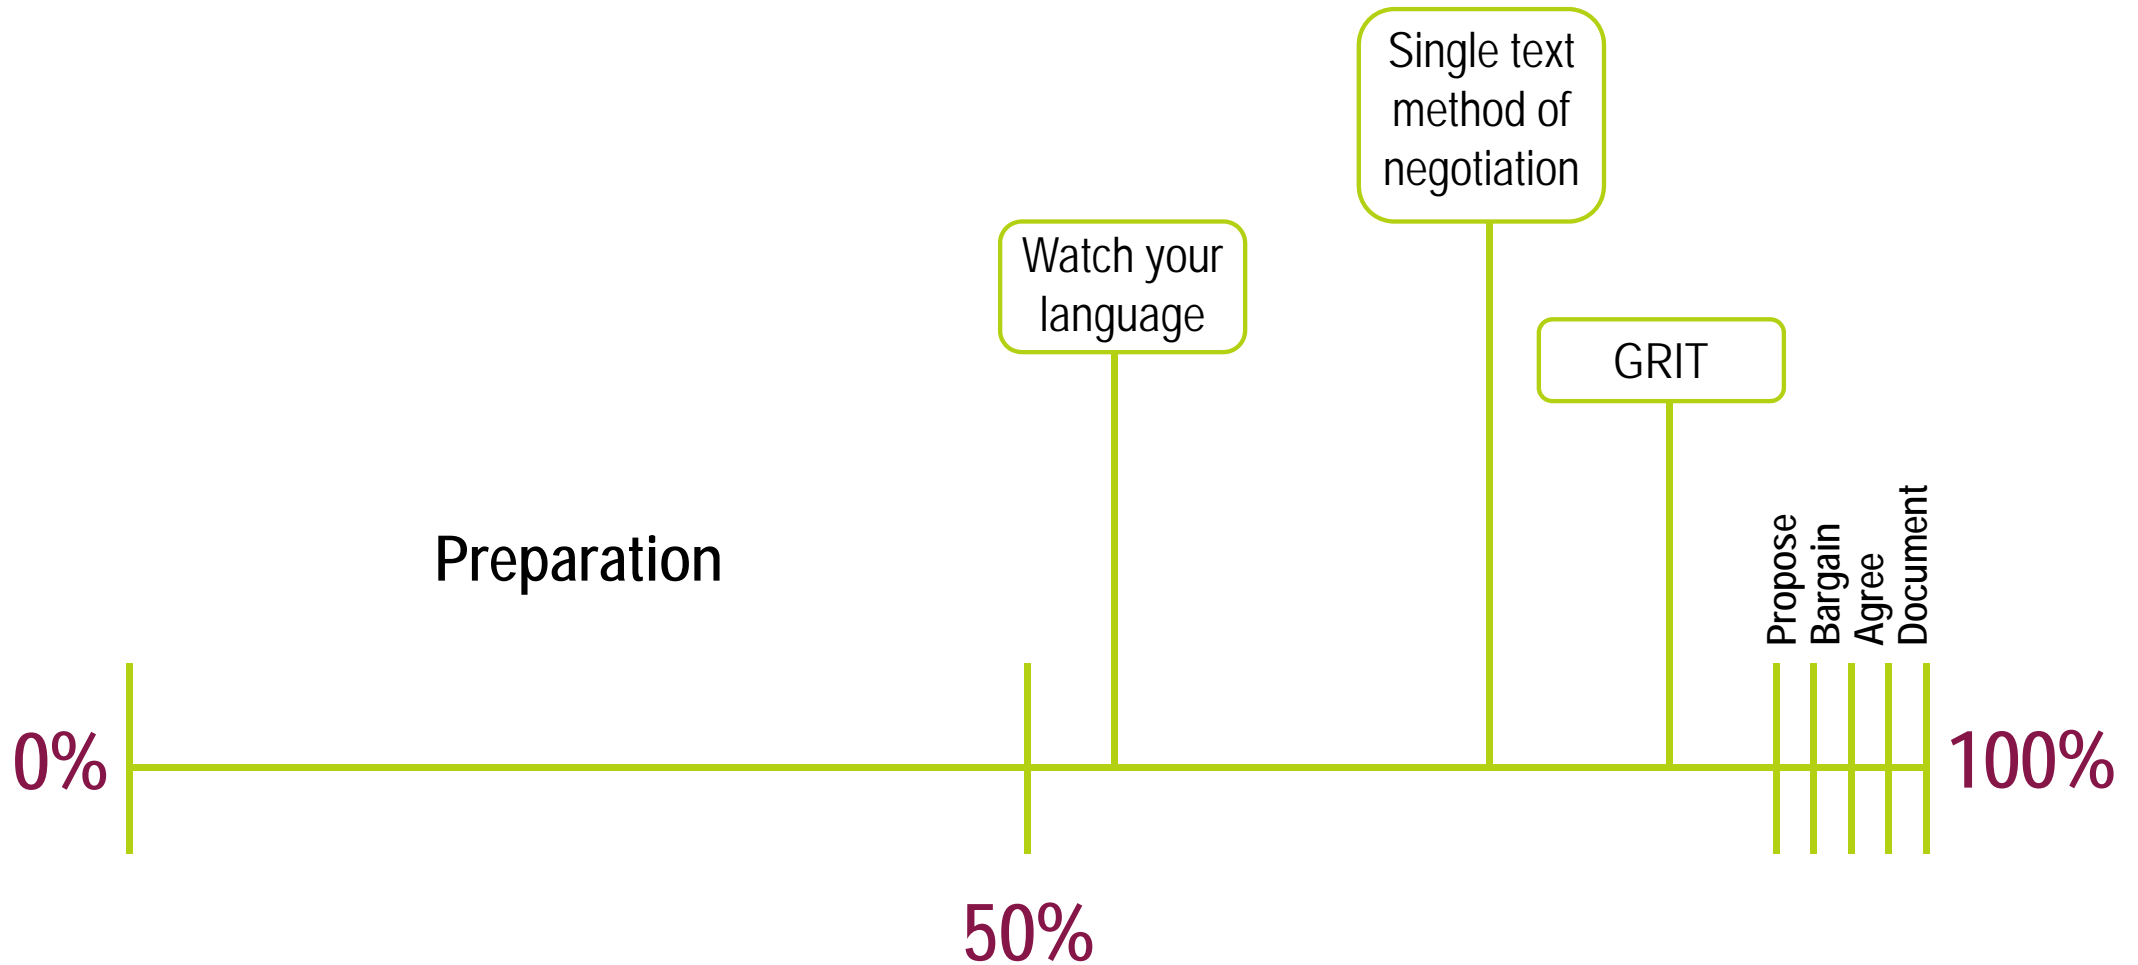 Single text
method of
negotiation
Watch your
language
GRIT
Preparation
Propose
Bargain
Agree
Document
0%
100%
50%